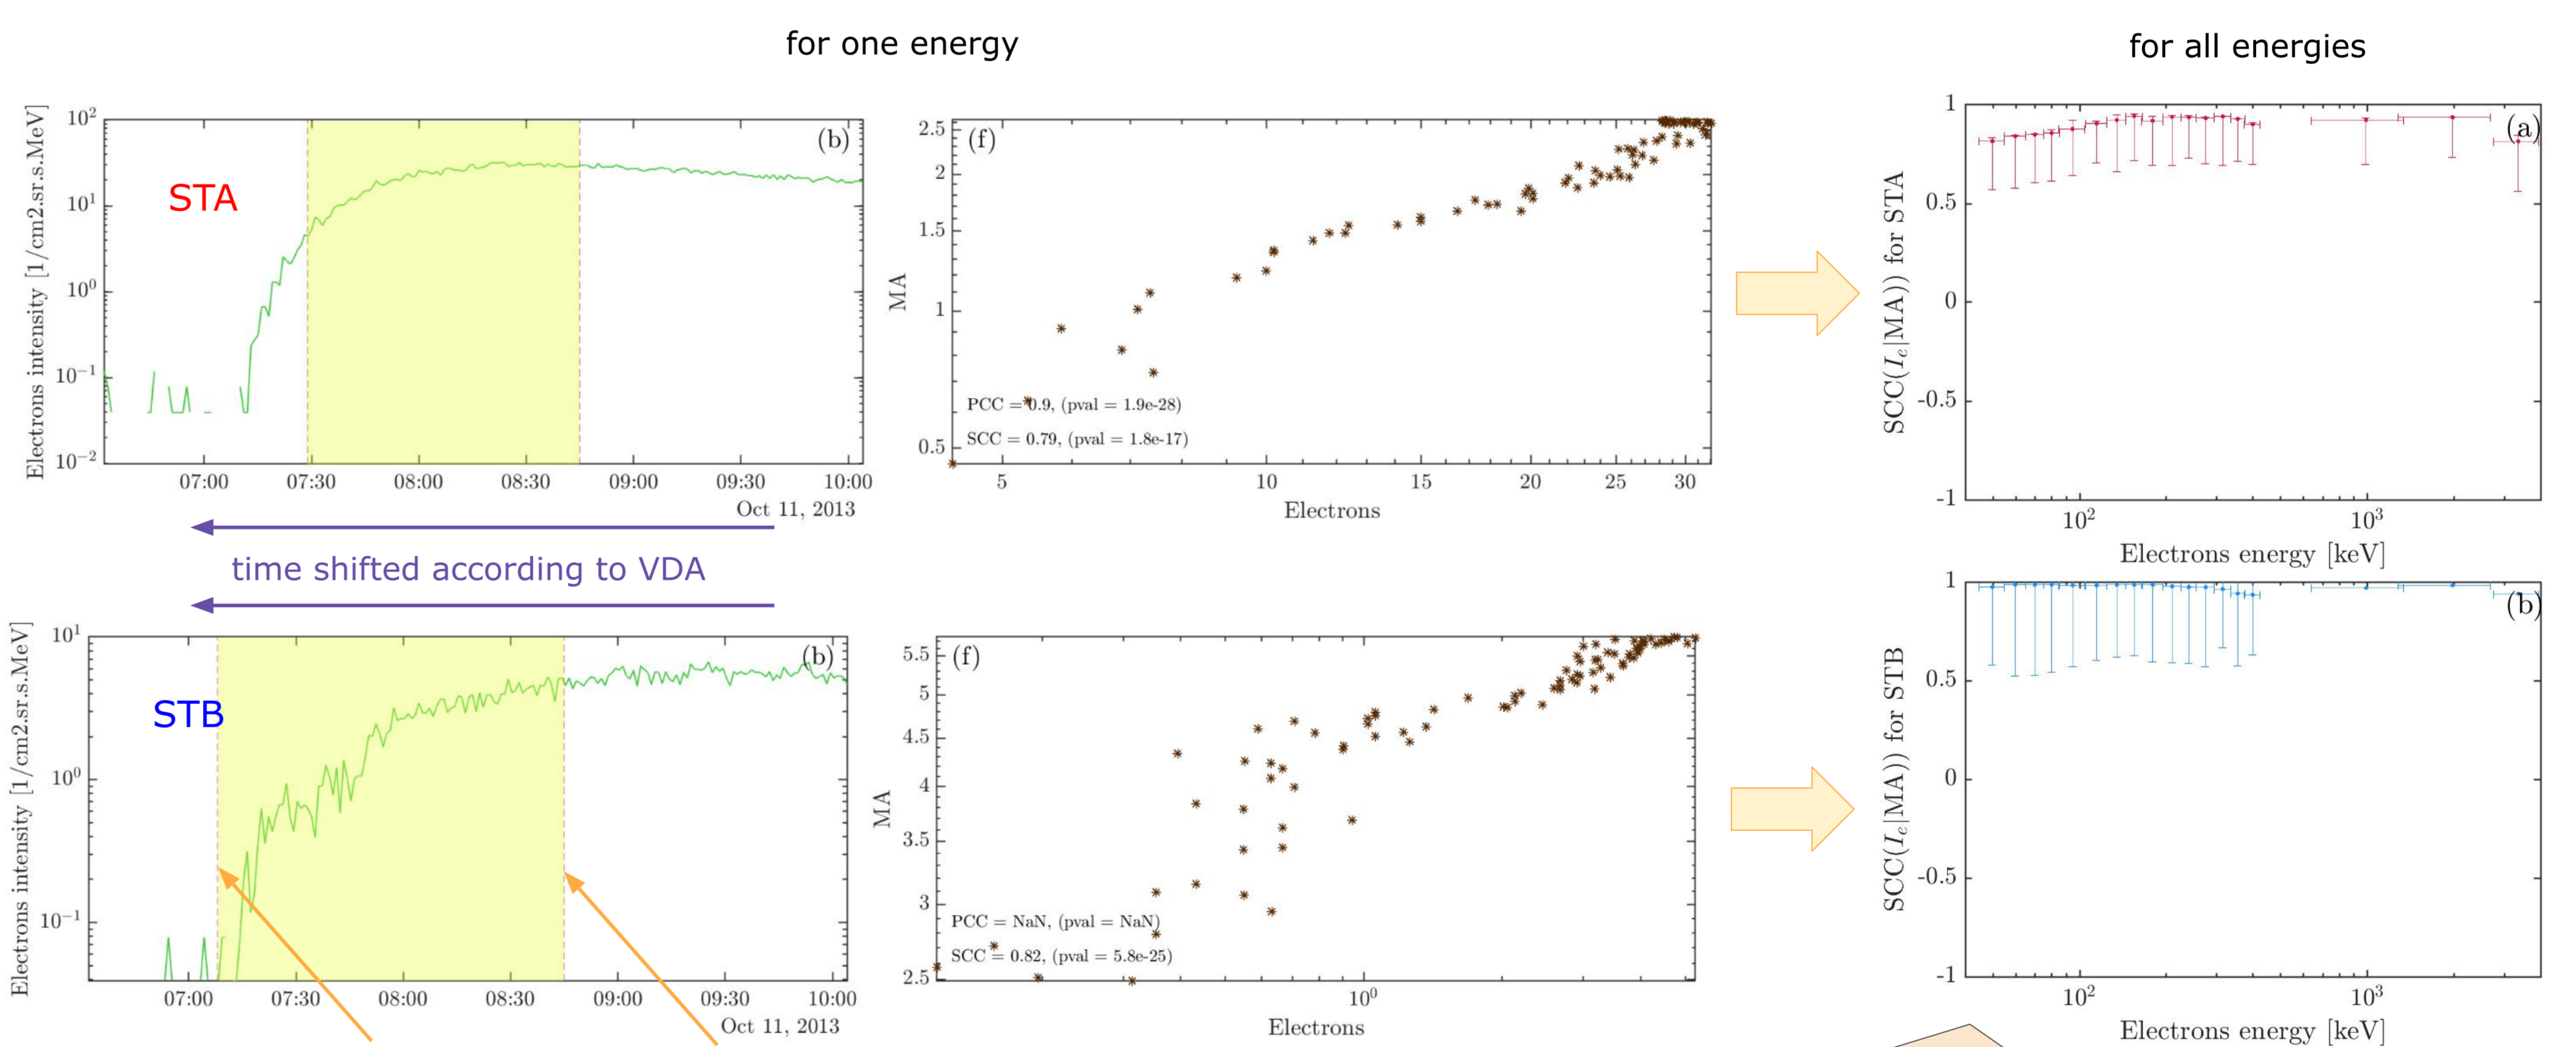 for one energy
for all energies
Electrons intensity [1/cm2.sr.s.MeV]
10²
10¹
10⁰
10⁻¹
10⁻²
STA
(b)
07:00 07:30 08:00 08:30 09:00 09:30 10:00
Oct 11, 2013
MA
2.5
2
1.5
1
0.5
(f)
PCC = 0.9, (pval = 1.9e-28)
SCC = 0.79, (pval = 1.8e-17)
5 10 15 20 25 30
Electrons
SCC(Iₑ|MA)) for STA
1
0.5
0
-0.5
-1
(a)
10² 10³
Electrons energy [keV]
time shifted according to VDA
Electrons intensity [1/cm2.sr.s.MeV]
10¹
10⁰
10⁻¹
STB
(b)
07:00 07:30 08:00 08:30 09:00 09:30 10:00
Oct 11, 2013
MA
5.5
5
4.5
4
3.5
3
2.5
(f)
PCC = NaN, (pval = NaN)
SCC = 0.82, (pval = 5.8e-25)
10⁰
Electrons
SCC(Iₑ|MA)) for STB
1
0.5
0
-0.5
-1
(b)
10² 10³
Electrons energy [keV]